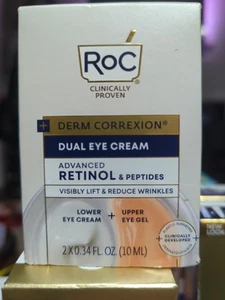 RoC
CLINICALLY
PROVEN
+ DERM CORREXION®
DUAL EYE CREAM
ADVANCED
RETINOL & PEPTIDES
VISIBLY LIFT & REDUCE WRINKLES
LOWER
EYE CREAM
+
UPPER
EYE GEL
+ CLINICALLY +
DEVELOPED
2 X 0.34 FL. OZ. (10 ML)